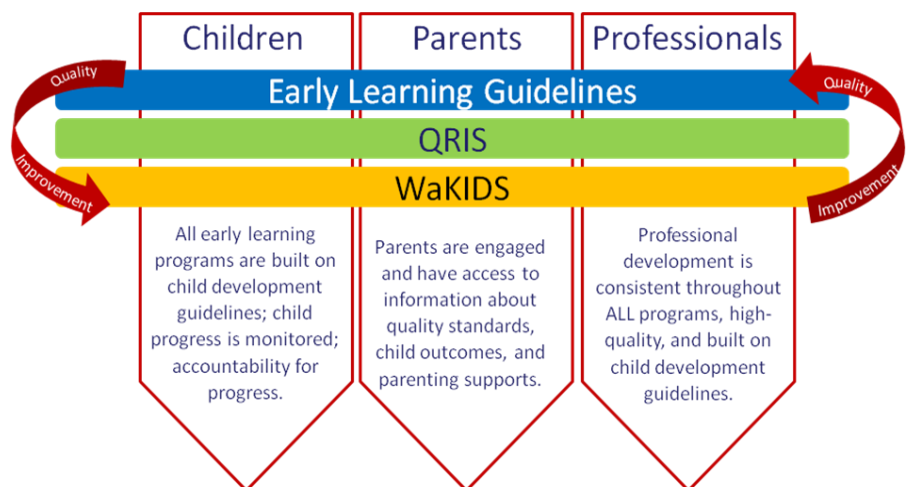 Children
Parents
Professionals
Quality
Improvement
Early Learning Guidelines
QRIS
WaKIDS
Quality
Improvement
All early learning
programs are built on
child development
guidelines; child
progress is monitored;
accountability for
progress.
Parents are engaged
and have access to
information about
quality standards,
child outcomes, and
parenting supports.
Professional
development is
consistent throughout
ALL programs, high-
quality, and built on
child development
guidelines.